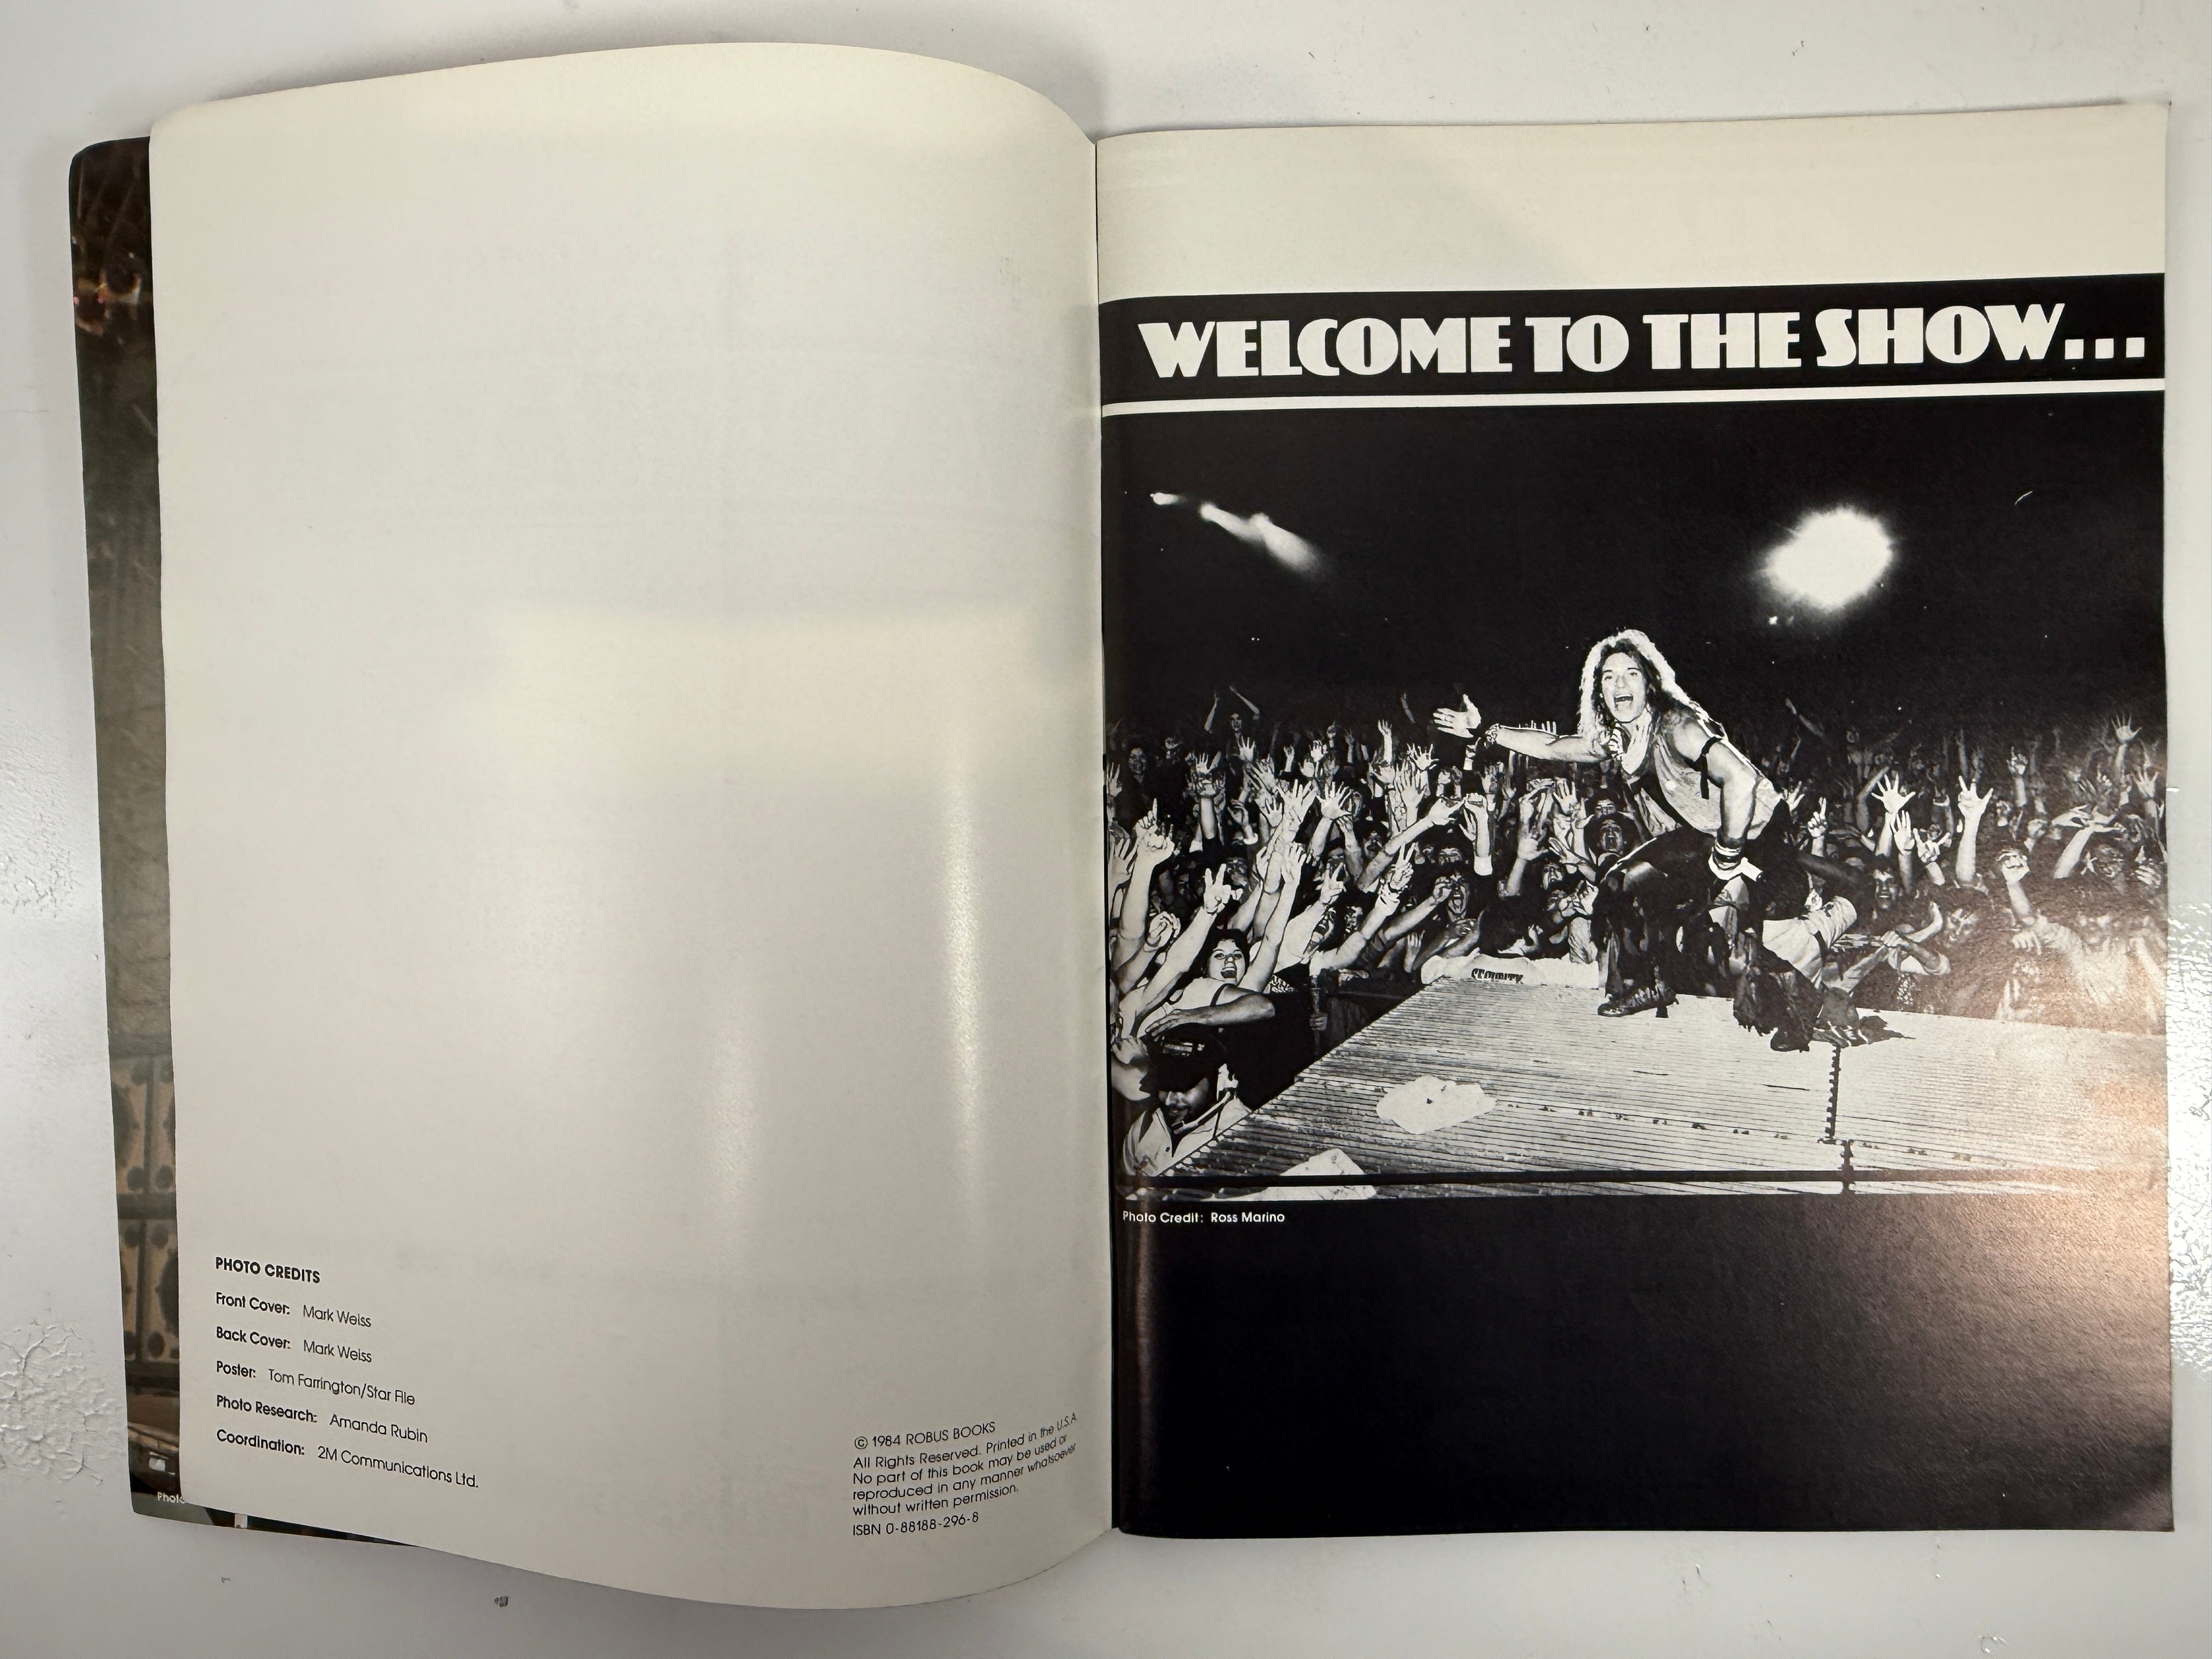 PHOTO CREDITS
Front Cover: Mark Weiss
Back Cover: Mark Weiss
Poster: Tom Farrington/Star File
Photo Research: Amanda Rubin
Coordination: 2M Communications Ltd.
Photo
© 1984 ROBUS BOOKS
All Rights Reserved. Printed in the U.S.A.
No part of this book may be used or
reproduced in any manner whatsoever
without written permission.
ISBN 0-88188-296-8
WELCOME TO THE SHOW...
SECURITY
Photo Credit: Ross Marino